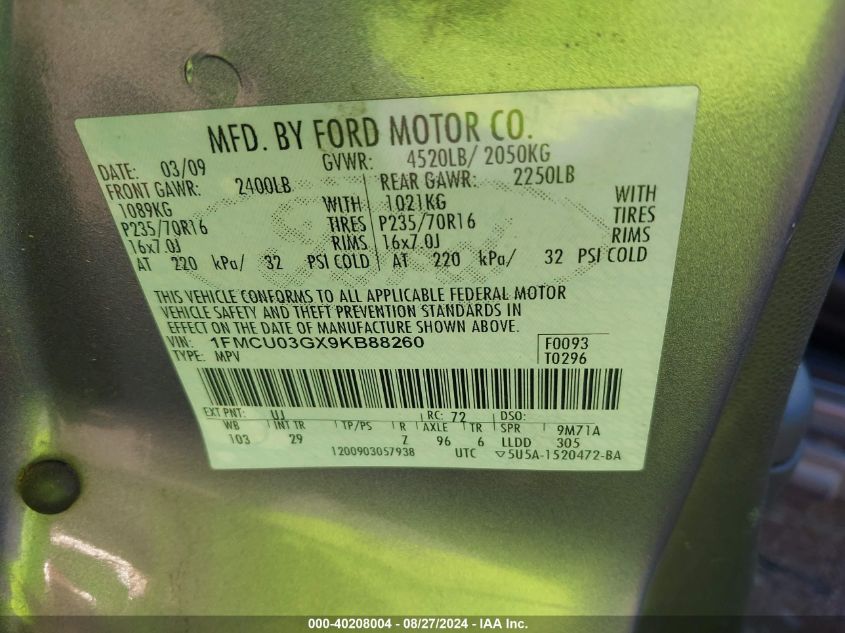 MFD. BY FORD MOTOR CO.
DATE: 03/09 GVWR: 4520LB/ 2050KG
FRONT GAWR: 2400LB REAR GAWR: 2250LB
1089KG WITH 1021KG WITH
P235/70R16 TIRES P235/70R16 TIRES
16x7.0J RIMS 16x7.0J RIMS
AT 220 kPa/ 32 PSI COLD AT 220 kPa/ 32 PSI COLD
THIS VEHICLE CONFORMS TO ALL APPLICABLE FEDERAL MOTOR
VEHICLE SAFETY AND THEFT PREVENTION STANDARDS IN
EFFECT ON THE DATE OF MANUFACTURE SHOWN ABOVE.
VIN: 1FMCU03GX9KB88260 F0093
TYPE: MPV T0296
EXT PNT: UJ RC: 72 DSO:
WB INT TR TP/PS R AXLE TR SPR 9M71A
103 29 Z 96 6 LLDD 305
1200903057938 UTC ▽5U5A-1520472-BA
000-40208004 - 08/27/2024 - IAA Inc.